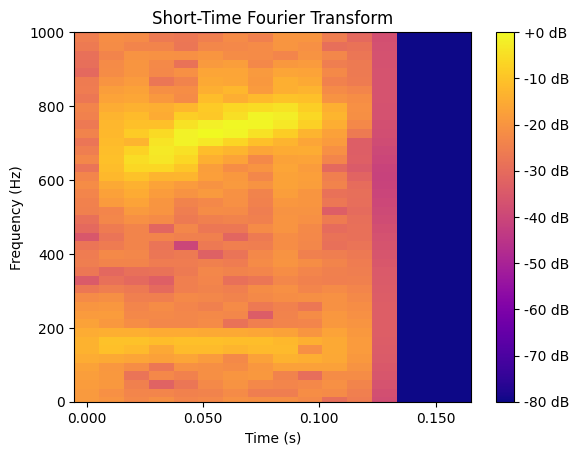 Short-Time Fourier Transform
Frequency (Hz)
1000
800
600
400
200
0
0.000
0.050
0.100
0.150
Time (s)
+0 dB
-10 dB
-20 dB
-30 dB
-40 dB
-50 dB
-60 dB
-70 dB
-80 dB